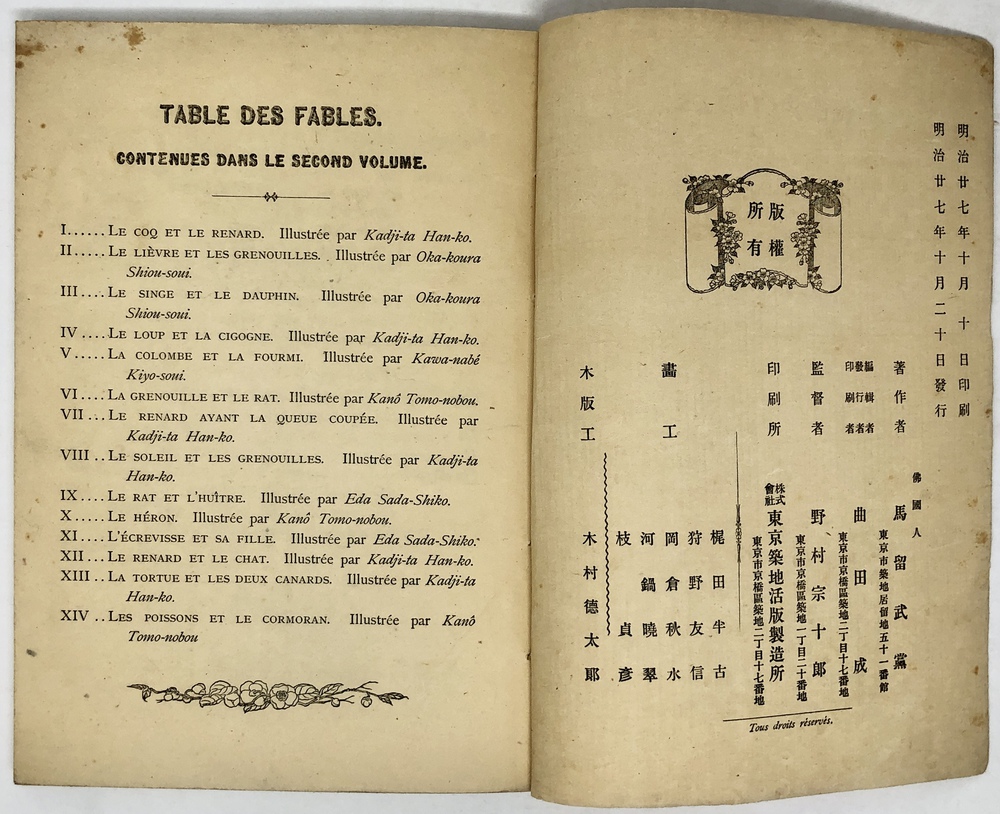 TABLE DES FABLES.
CONTENUES DANS LE SECOND VOLUME.
I......LE COQ ET LE RENARD. Illustrée par Kadji-ta Han-ko.
II.....LE LIÈVRE ET LES GRENOUILLES. Illustrée par Oka-koura
Shiou-soui.
III....LE SINGE ET LE DAUPHIN. Illustrée par Oka-koura
Shiou-soui.
IV.....LE LOUP ET LA CIGOGNE. Illustrée par Kadji-ta Han-ko.
V.....LA COLOMBE ET LA FOURMI. Illustrée par Kawa-nabé
Kiyo-soui.
VI....LA GRENOUILLE ET LE RAT. Illustrée par Kanô Tomo-nobou.
VII...LE RENARD AYANT LA QUEUE COUPÉE. Illustrée par
Kadji-ta Han-ko.
VIII..LE SOLEIL ET LES GRENOUILLES. Illustrée par Kadji-ta
Han-ko.
IX....LE RAT ET L'HUÎTRE. Illustrée par Eda Sada-Shiko.
X.....LE HÉRON. Illustrée par Kanô Tomo-nobou.
XI....L'ÉCREVISSE ET SA FILLE. Illustrée par Eda Sada-Shiko.
XII...LE RENARD ET LE CHAT. Illustrée par Kadji-ta Han-ko.
XIII..LA TORTUE ET LES DEUX CANARDS. Illustrée par Kadji-ta
Han-ko.
XIV..LES POISSONS ET LE CORMORAN. Illustrée par Kanô
Tomo-nobou
明治廿七年十月十日印刷
明治廿七年十月二十日發行
版權
所有
著作者 佛國人 馬留武黨
東京市築地居留地五十一番館
編輯者
發行者
印刷者
曲田成
東京市京橋區築地二丁目十七番地
監督者 野村宗十郎
東京市京橋區築地一丁目二十番地
印刷所 株式會社 東京築地活版製造所
東京市京橋區築地二丁目十七番地
畫工 梶田半古
狩野友信
岡倉秋水
河鍋曉翠
枝貞彥
木版工 木村德太郎
Tous droits réservés.